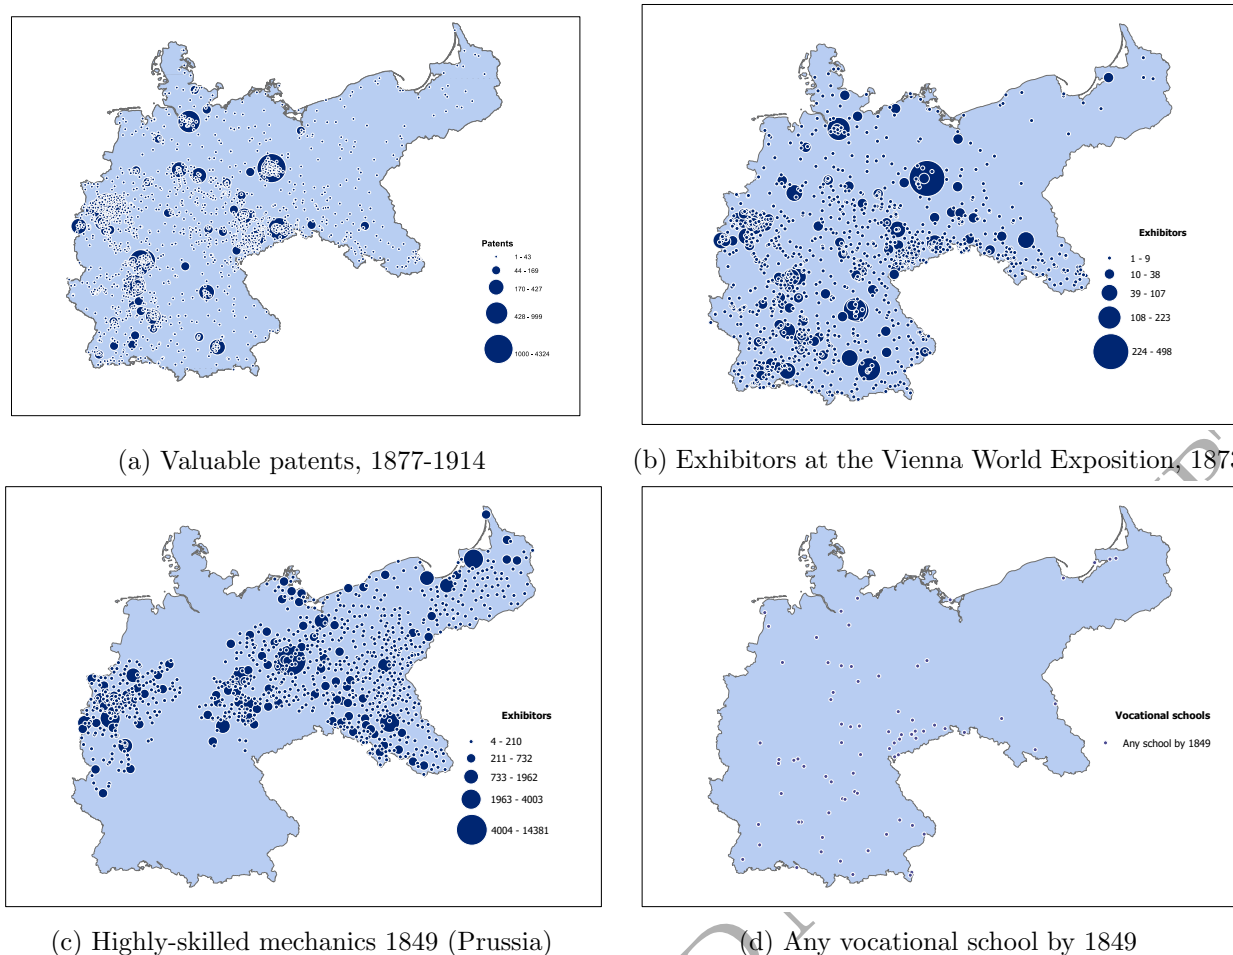 Patents
1 - 43
44 - 169
170 - 427
428 - 999
1000 - 4324
Exhibitors
1 - 9
10 - 38
39 - 107
108 - 223
224 - 498
(a) Valuable patents, 1877-1914
(b) Exhibitors at the Vienna World Exposition, 1873
Exhibitors
4 - 210
211 - 732
733 - 1962
1963 - 4003
4004 - 14381
Vocational schools
Any school by 1849
(c) Highly-skilled mechanics 1849 (Prussia)
(d) Any vocational school by 1849